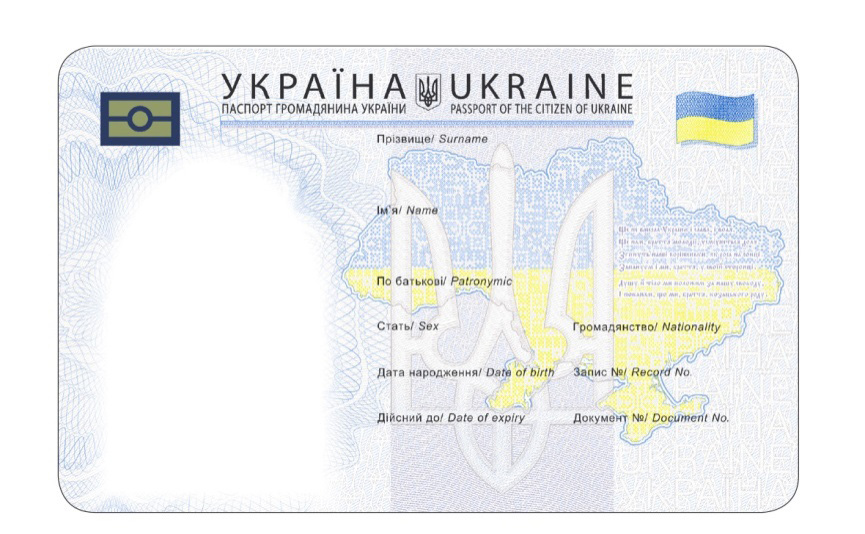 УКРАЇНА UKRAINE
ПАСПОРТ ГРОМАДЯНИНА УКРАЇНИ PASSPORT OF THE CITIZEN OF UKRAINE
Прізвище/ Surname
Ім'я/ Name
По батькові/ Patronymic
Стать/ Sex Громадянство/ Nationality
Дата народження/ Date of birth Запис №/ Record No.
Дійсний до/ Date of expiry Документ №/ Document No.